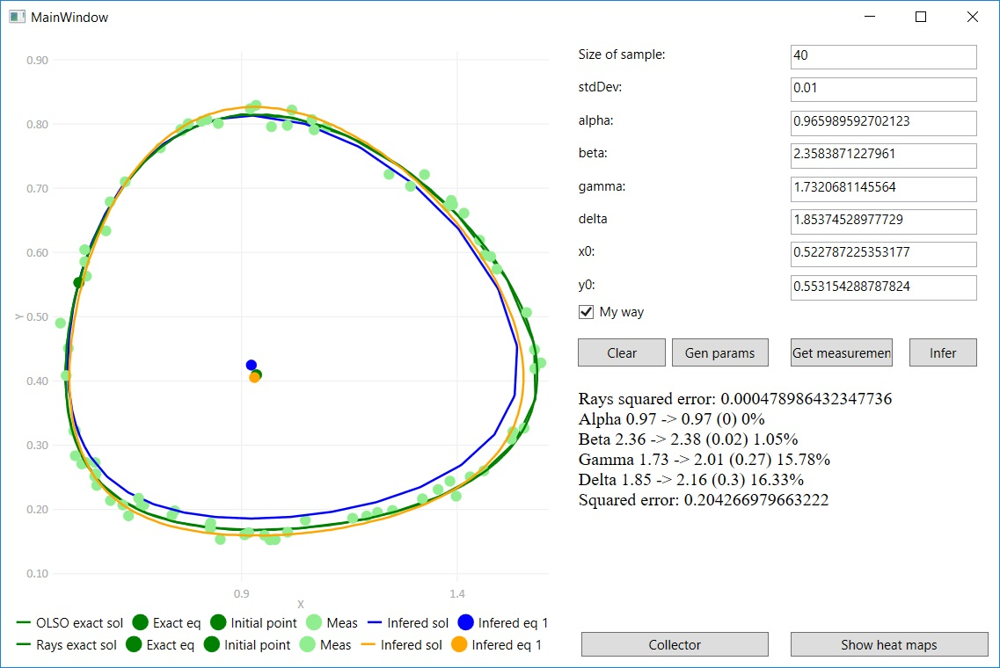 MainWindow
0.90
0.80
0.70
0.60
0.50
0.40
0.30
0.20
0.10
Y
0.9 1.4
X
OLSO exact sol Exact eq Initial point Meas Infered sol Infered eq 1
Rays exact sol Exact eq Initial point Meas Infered sol Infered eq 1
Size of sample: 40
stdDev: 0.01
alpha: 0.965989592702123
beta: 2.3583871227961
gamma: 1.7320681145564
delta 1.85374528977729
x0: 0.522787225353177
y0: 0.553154288787824
My way
Clear Gen params Get measuremen Infer
Rays squared error: 0.000478986432347736
Alpha 0.97 -> 0.97 (0) 0%
Beta 2.36 -> 2.38 (0.02) 1.05%
Gamma 1.73 -> 2.01 (0.27) 15.78%
Delta 1.85 -> 2.16 (0.3) 16.33%
Squared error: 0.204266979663222
Collector Show heat maps